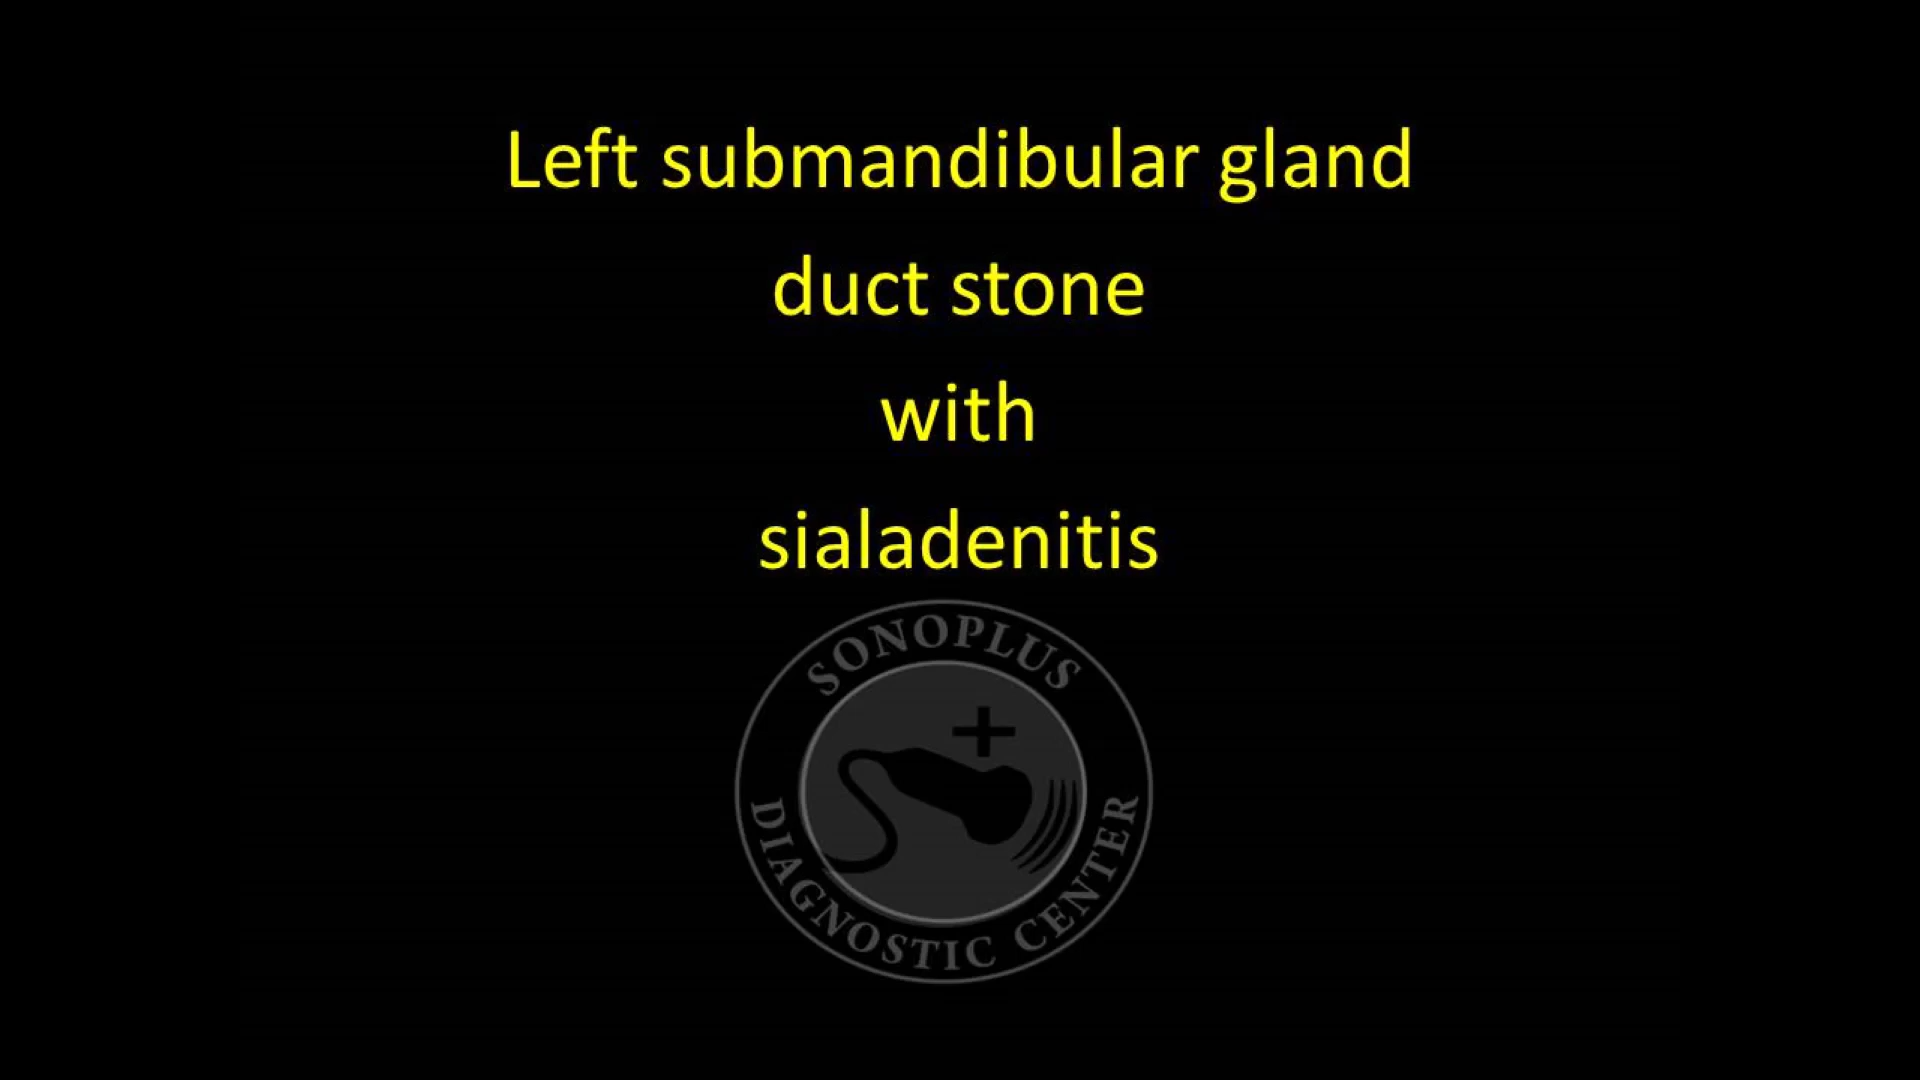 Left submandibular gland
duct stone
with
sialadenitis
SONOPLUS
DIAGNOSTIC CENTER